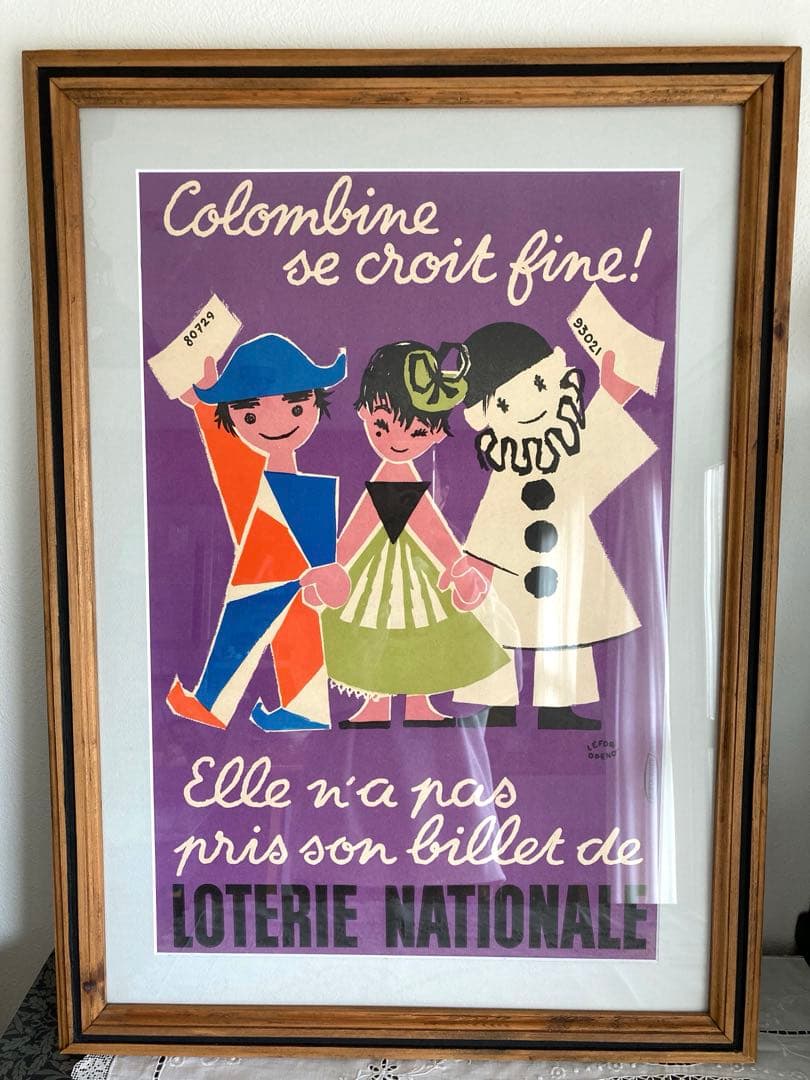 Colombine
se croit fine!
80729
93021
LEFOR
OPENO
Elle n'a pas
pris son billet de
LOTERIE NATIONALE